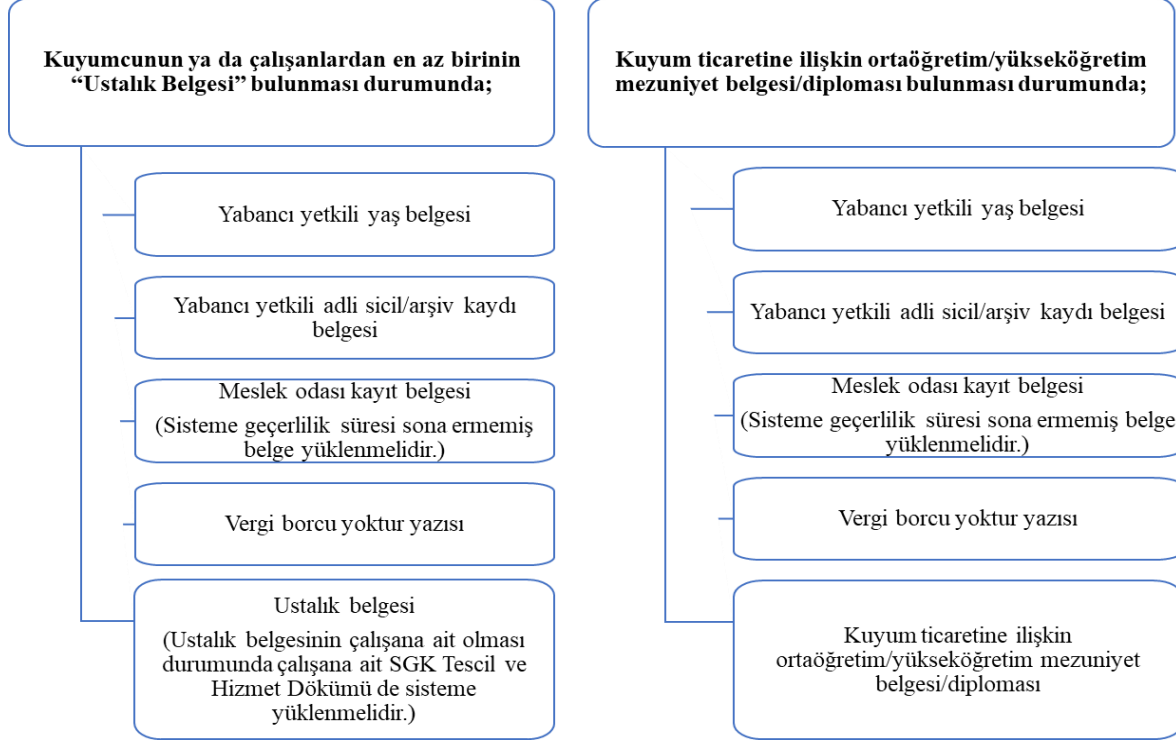 Kuyumcunun ya da çalışanlardan en az birinin
“Ustalık Belgesi” bulunması durumunda;
Yabancı yetkili yaş belgesi
Yabancı yetkili adli sicil/arşiv kaydı
belgesi
Meslek odası kayıt belgesi
(Sisteme geçerlilik süresi sona ermemiş
belge yüklenmelidir.)
Vergi borcu yoktur yazısı
Ustalık belgesi
(Ustalık belgesinin çalışana ait olması
durumunda çalışana ait SGK Tescil ve
Hizmet Dökümü de sisteme
yüklenmelidir.)
Kuyum ticaretine ilişkin ortaöğretim/yükseköğretim
mezuniyet belgesi/diploması bulunması durumunda;
Yabancı yetkili yaş belgesi
Yabancı yetkili adli sicil/arşiv kaydı belgesi
Meslek odası kayıt belgesi
(Sisteme geçerlilik süresi sona ermemiş belge
yüklenmelidir.)
Vergi borcu yoktur yazısı
Kuyum ticaretine ilişkin
ortaöğretim/yükseköğretim mezuniyet
belgesi/diploması